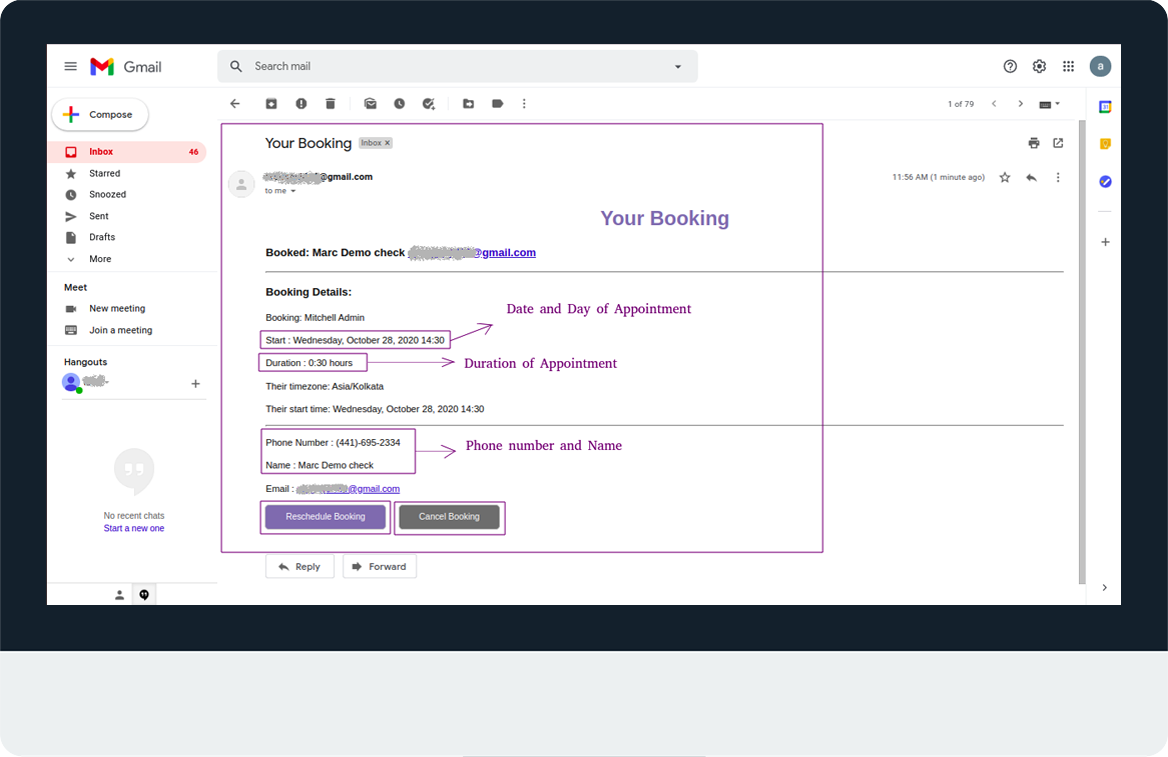 Gmail
Search mail
a
Compose
1 of 79
Inbox 46
Starred
Snoozed
Sent
Drafts
More
Meet
New meeting
Join a meeting
Hangouts
No recent chats
Start a new one
Your Booking Inbox x
@gmail.com
to me
11:56 AM (1 minute ago)
Your Booking
Booked: Marc Demo check @gmail.com
Booking Details:
Booking: Mitchell Admin
Date and Day of Appointment
Start : Wednesday, October 28, 2020 14:30
Duration : 0:30 hours
Duration of Appointment
Their timezone: Asia/Kolkata
Their start time: Wednesday, October 28, 2020 14:30
Phone Number : (441)-695-2334
Phone number and Name
Name : Marc Demo check
Email : @gmail.com
Reschedule Booking
Cancel Booking
Reply
Forward